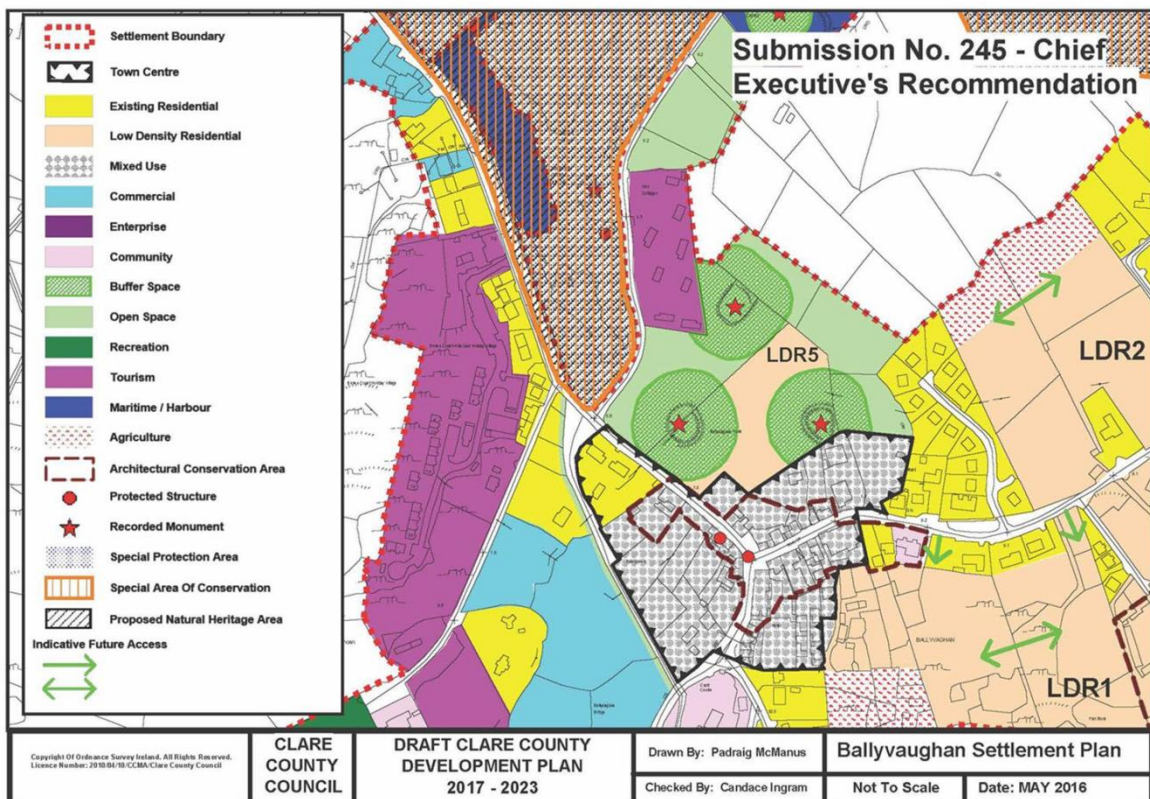 Submission No. 245 - Chief
Executive's Recommendation
Settlement Boundary
Town Centre
Existing Residential
Low Density Residential
Mixed Use
Commercial
Enterprise
Community
Buffer Space
Open Space
Recreation
Tourism
Maritime / Harbour
Agriculture
Architectural Conservation Area
Protected Structure
Recorded Monument
Special Protection Area
Special Area Of Conservation
Proposed Natural Heritage Area
Indicative Future Access
LDR5
LDR2
BALLYVAUGHAN
LDR1
Copyright Of Ordnance Survey Ireland. All Rights Reserved.
Licence Number: 2010/04/10/CCMA/Clare County Council
CLARE
COUNTY
COUNCIL
DRAFT CLARE COUNTY
DEVELOPMENT PLAN
2017 - 2023
Drawn By: Padraig McManus
Checked By: Candace Ingram
Ballyvaughan Settlement Plan
Not To Scale
Date: MAY 2016